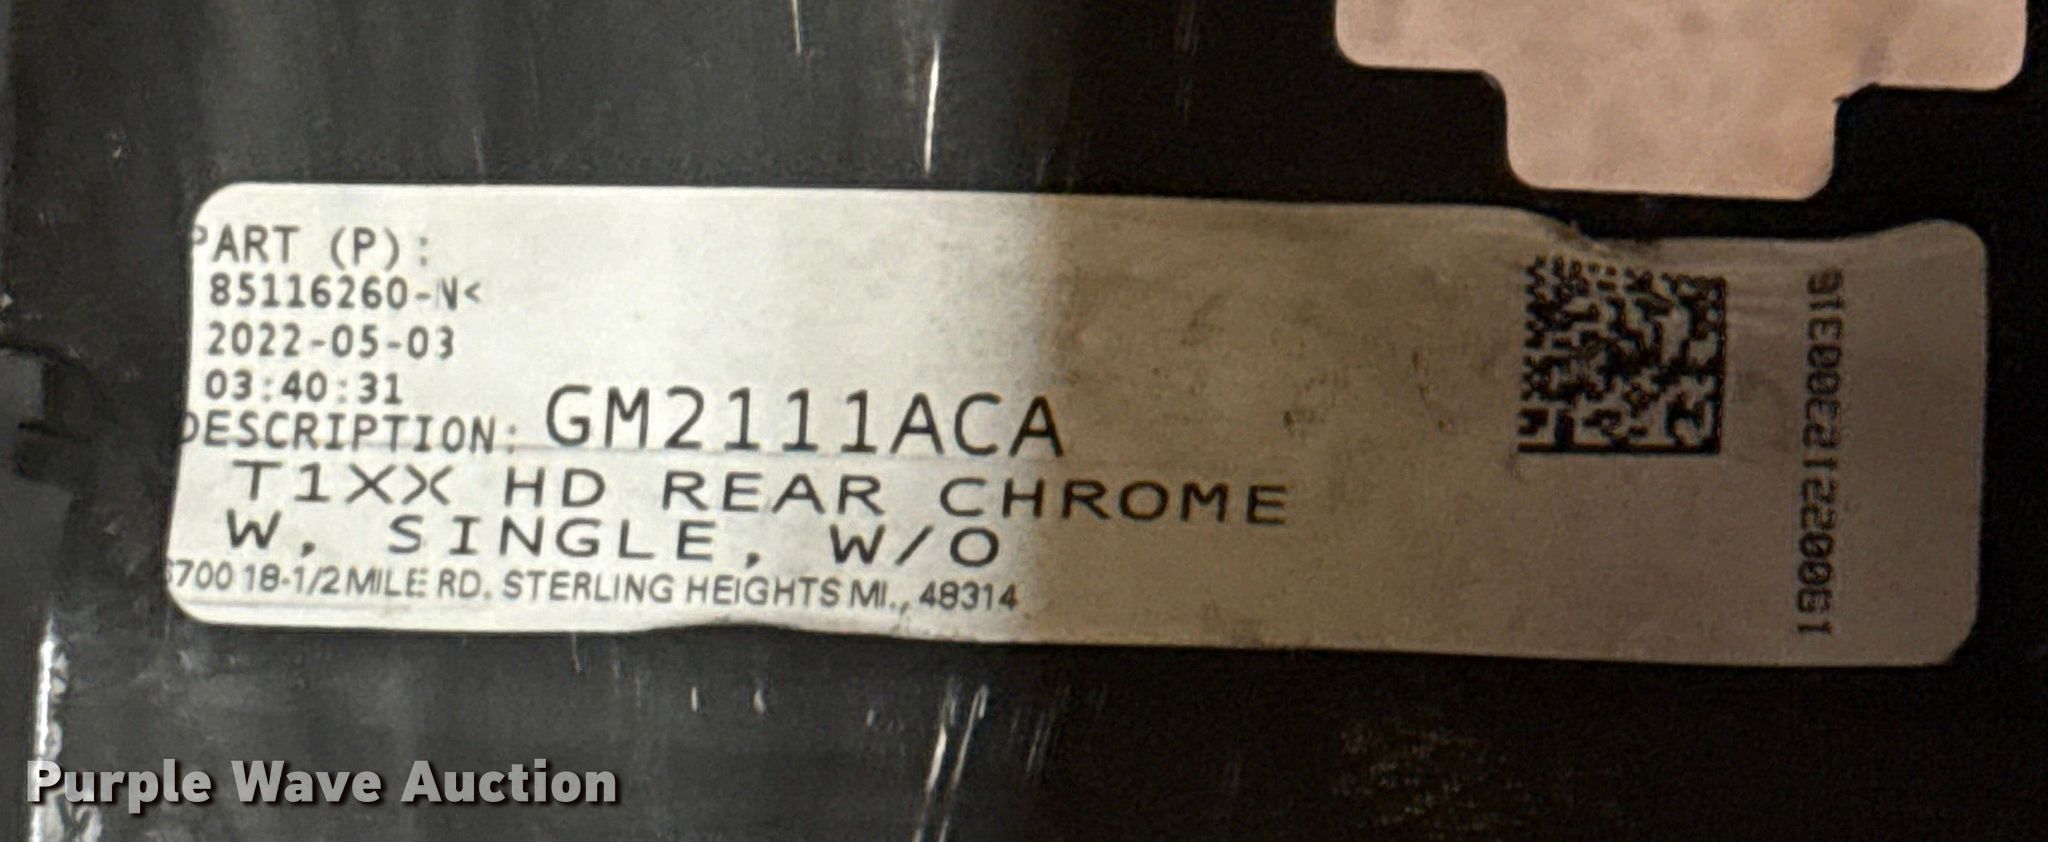 PART (P):
85116260-N<
2022-05-03
03:40:31
DESCRIPTION: GM2111ACA
T1XX HD REAR CHROME
W, SINGLE, W/O
6700 18-1/2 MILE RD. STERLING HEIGHTS MI., 48314
Purple Wave Auction